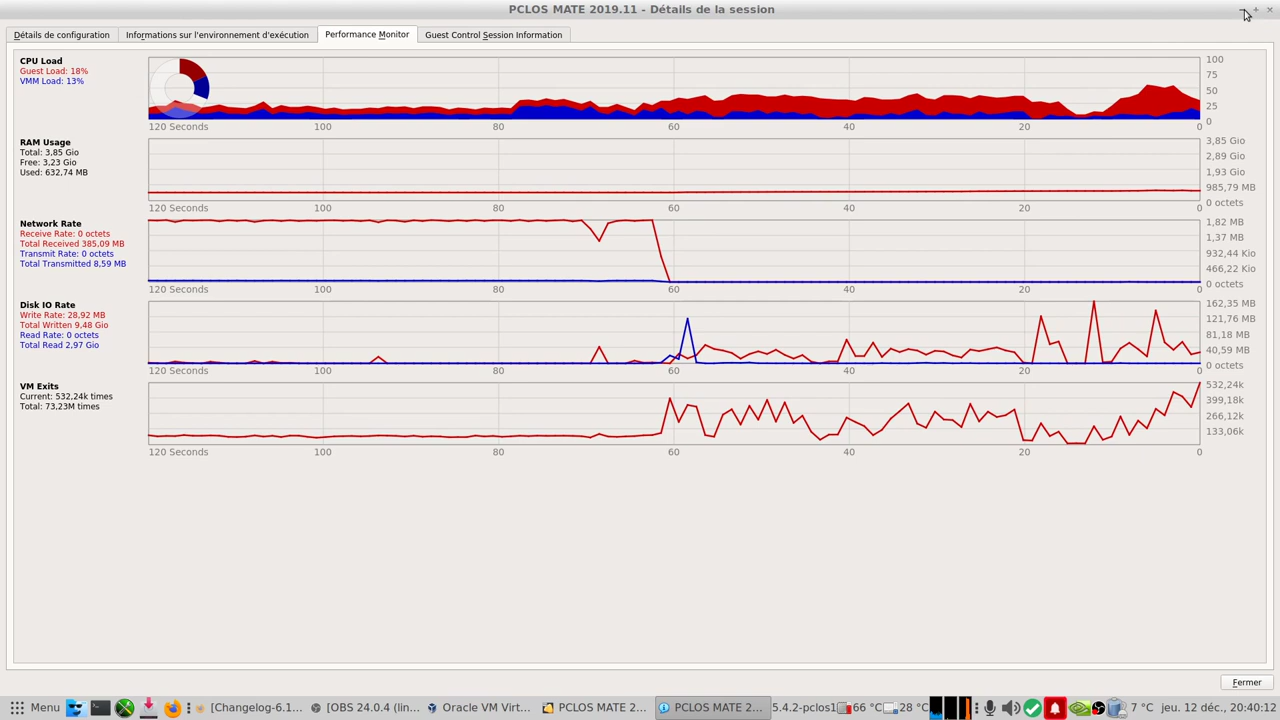 PCLOS MATE 2019.11 - Détails de la session
Détails de configuration
Informations sur l'environnement d'exécution
Performance Monitor
Guest Control Session Information
CPU Load
Guest Load: 18%
VMM Load: 13%
100
75
50
25
0
120 Seconds 100 80 60 40 20 0
RAM Usage
Total: 3,85 Gio
Free: 3,23 Gio
Used: 632,74 MB
3,85 Gio
2,89 Gio
1,93 Gio
985,79 MB
0 octets
120 Seconds 100 80 60 40 20 0
Network Rate
Receive Rate: 0 octets
Total Received 385,09 MB
Transmit Rate: 0 octets
Total Transmitted 8,59 MB
1,82 MB
1,37 MB
932,44 Kio
466,22 Kio
0 octets
120 Seconds 100 80 60 40 20 0
Disk IO Rate
Write Rate: 28,92 MB
Total Written 9,48 Gio
Read Rate: 0 octets
Total Read 2,97 Gio
162,35 MB
121,76 MB
81,18 MB
40,59 MB
0 octets
120 Seconds 100 80 60 40 20 0
VM Exits
Current: 532,24k times
Total: 73,23M times
532,24k
399,18k
266,12k
133,06k
120 Seconds 100 80 60 40 20 0
Fermer
Menu [Changelog-6.1... [OBS 24.0.4 (lin... Oracle VM Virt... PCLOS MATE 2... PCLOS MATE 2... 5.4.2-pclos1 66 °C 28 °C 7 °C jeu. 12 déc., 20:40:12